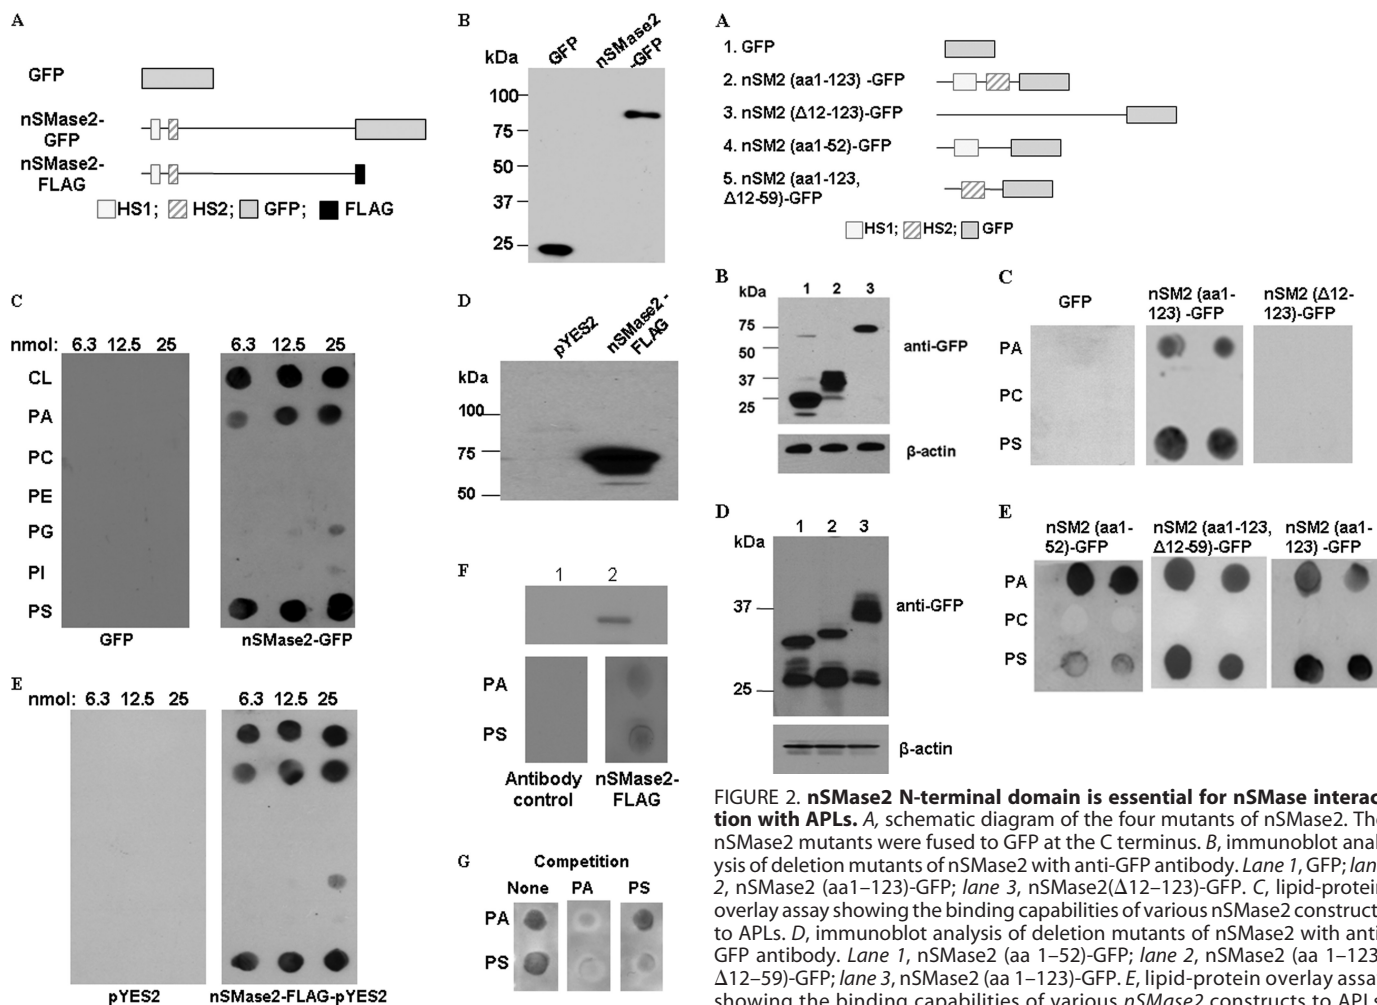 A
GFP
nSMase2-
GFP
nSMase2-
FLAG
HS1; HS2; GFP; FLAG
B
kDa
GFP
nSMase2
-GFP
100
75
50
37
25
C
nmol: 6.3 12.5 25
6.3 12.5 25
CL
PA
PC
PE
PG
PI
PS
GFP
nSMase2-GFP
D
pYES2
nSMase2-
FLAG
kDa
100
75
50
E
nmol: 6.3 12.5 25
6.3 12.5 25
pYES2
nSMase2-FLAG-pYES2
F
1 2
PA
PS
Antibody
control
nSMase2-
FLAG
G
Competition
None PA PS
PA
PS
A
1. GFP
2. nSM2 (aa1-123) -GFP
3. nSM2 (Δ12-123)-GFP
4. nSM2 (aa1-52)-GFP
5. nSM2 (aa1-123,
Δ12-59)-GFP
HS1; HS2; GFP
B
kDa
1 2 3
75
50
37
25
anti-GFP
β-actin
C
GFP
nSM2 (aa1-
123) -GFP
nSM2 (Δ12-
123)-GFP
PA
PC
PS
D
kDa
1 2 3
37
25
anti-GFP
β-actin
E
nSM2 (aa1-
52)-GFP
nSM2 (aa1-123,
Δ12-59)-GFP
nSM2 (aa1-
123) -GFP
PA
PC
PS
FIGURE 2. nSMase2 N-terminal domain is essential for nSMase interac
tion with APLs. A, schematic diagram of the four mutants of nSMase2. The
nSMase2 mutants were fused to GFP at the C terminus. B, immunoblot anal
ysis of deletion mutants of nSMase2 with anti-GFP antibody. Lane 1, GFP; lan
2, nSMase2 (aa1–123)-GFP; lane 3, nSMase2(Δ12–123)-GFP. C, lipid-protein
overlay assay showing the binding capabilities of various nSMase2 construct
to APLs. D, immunoblot analysis of deletion mutants of nSMase2 with anti
GFP antibody. Lane 1, nSMase2 (aa 1–52)-GFP; lane 2, nSMase2 (aa 1–123
Δ12–59)-GFP; lane 3, nSMase2 (aa 1–123)-GFP. E, lipid-protein overlay assa
showing the binding capabilities of various nSMase2 constructs to APLs